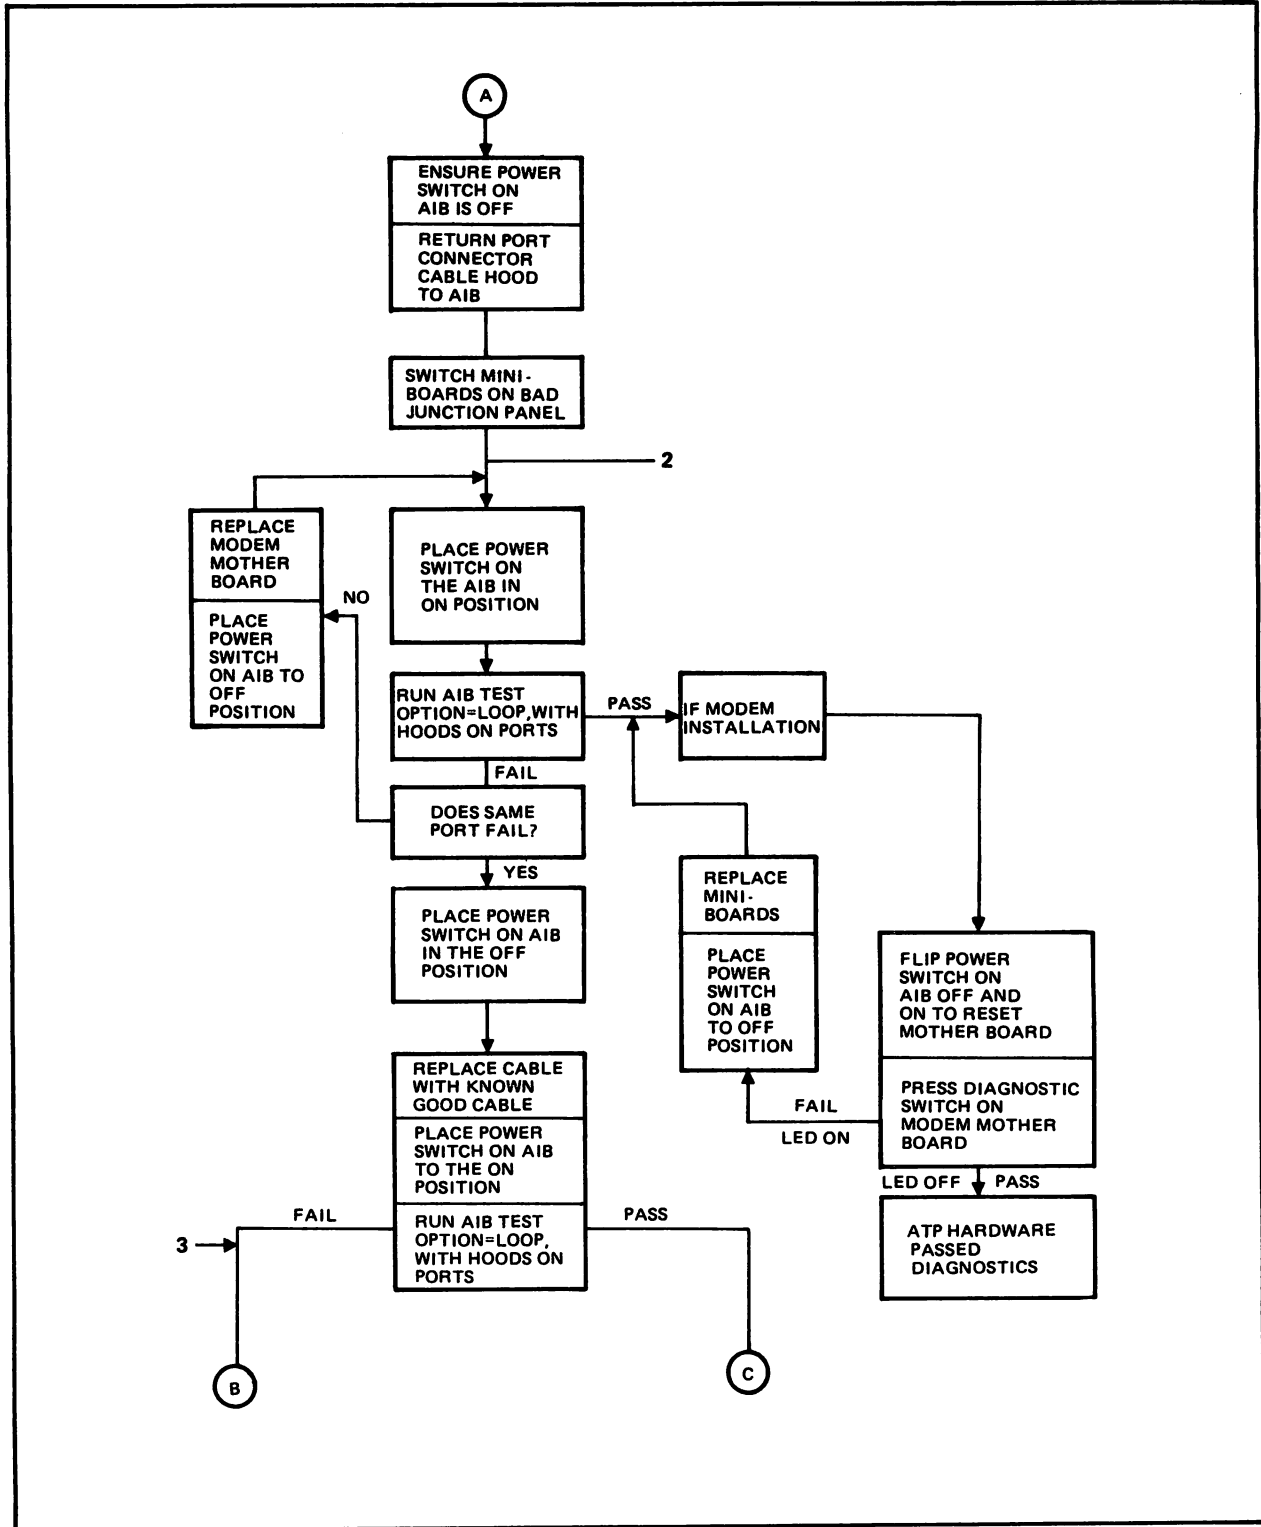 A
ENSURE POWER
SWITCH ON
AIB IS OFF
RETURN PORT
CONNECTOR
CABLE HOOD
TO AIB
SWITCH MINI-
BOARDS ON BAD
JUNCTION PANEL
2
REPLACE
MODEM
MOTHER
BOARD
PLACE
POWER
SWITCH
ON AIB TO
OFF
POSITION
NO
PLACE POWER
SWITCH ON
THE AIB IN
ON POSITION
RUN AIB TEST
OPTION=LOOP,WITH
HOODS ON PORTS
PASS
IF MODEM
INSTALLATION
FAIL
DOES SAME
PORT FAIL?
YES
PLACE POWER
SWITCH ON AIB
IN THE OFF
POSITION
REPLACE
MINI-
BOARDS
PLACE
POWER
SWITCH
ON AIB
TO OFF
POSITION
FLIP POWER
SWITCH ON
AIB OFF AND
ON TO RESET
MOTHER BOARD
PRESS DIAGNOSTIC
SWITCH ON
MODEM MOTHER
BOARD
FAIL
LED ON
LED OFF PASS
ATP HARDWARE
PASSED
DIAGNOSTICS
REPLACE CABLE
WITH KNOWN
GOOD CABLE
PLACE POWER
SWITCH ON AIB
TO THE ON
POSITION
RUN AIB TEST
OPTION=LOOP,
WITH HOODS ON
PORTS
FAIL
PASS
3
B
C